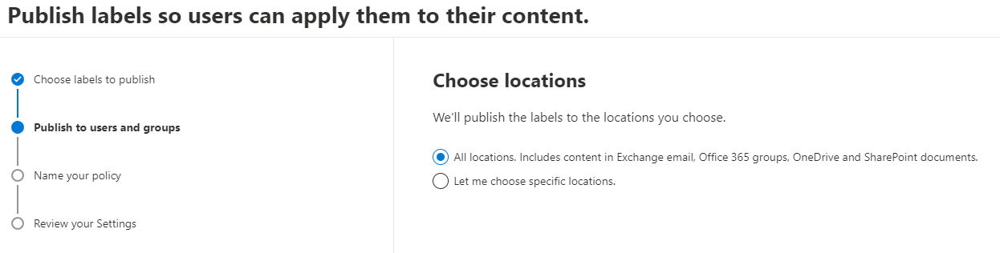 Publish labels so users can apply them to their content.
Choose labels to publish
Publish to users and groups
Name your policy
Review your Settings
Choose locations
We'll publish the labels to the locations you choose.
All locations. Includes content in Exchange email, Office 365 groups, OneDrive and SharePoint documents.
Let me choose specific locations.